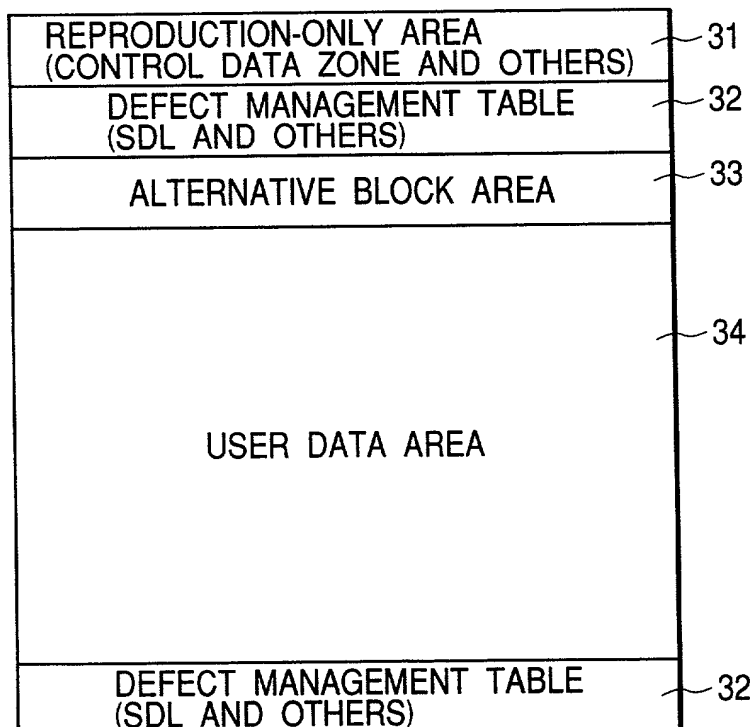 REPRODUCTION-ONLY AREA
(CONTROL DATA ZONE AND OTHERS)
31
DEFECT MANAGEMENT TABLE
(SDL AND OTHERS)
32
ALTERNATIVE BLOCK AREA
33
34
USER DATA AREA
DEFECT MANAGEMENT TABLE
(SDL AND OTHERS)
32